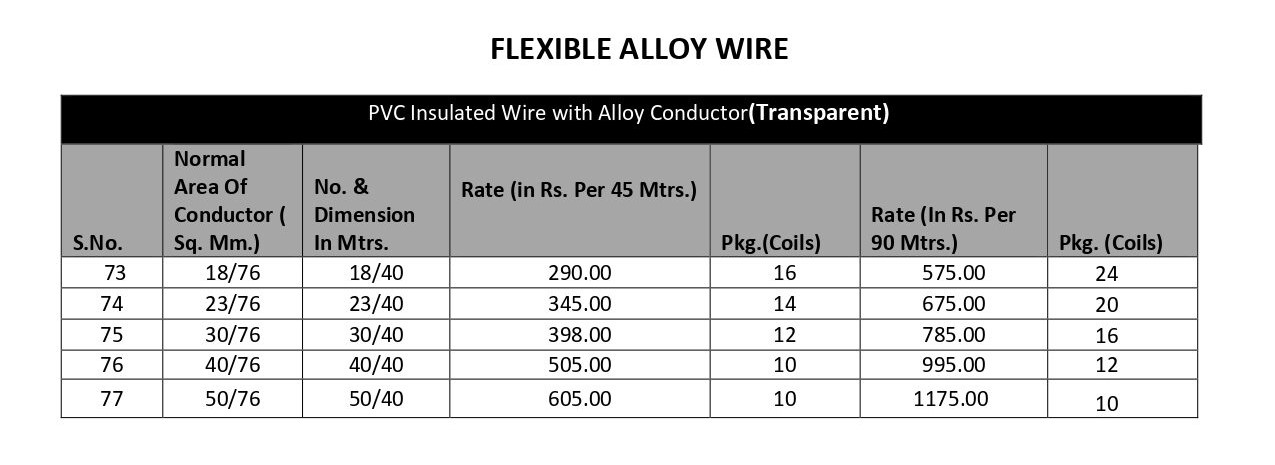 FLEXIBLE ALLOY WIRE
PVC Insulated Wire with Alloy Conductor(Transparent)
S.No.
Normal
Area Of
Conductor (
Sq. Mm.)
No. &
Dimension
In Mtrs.
Rate (in Rs. Per 45 Mtrs.)
Pkg.(Coils)
Rate (In Rs. Per
90 Mtrs.)
Pkg. (Coils)
73 18/76 18/40 290.00 16 575.00 24
74 23/76 23/40 345.00 14 675.00 20
75 30/76 30/40 398.00 12 785.00 16
76 40/76 40/40 505.00 10 995.00 12
77 50/76 50/40 605.00 10 1175.00 10